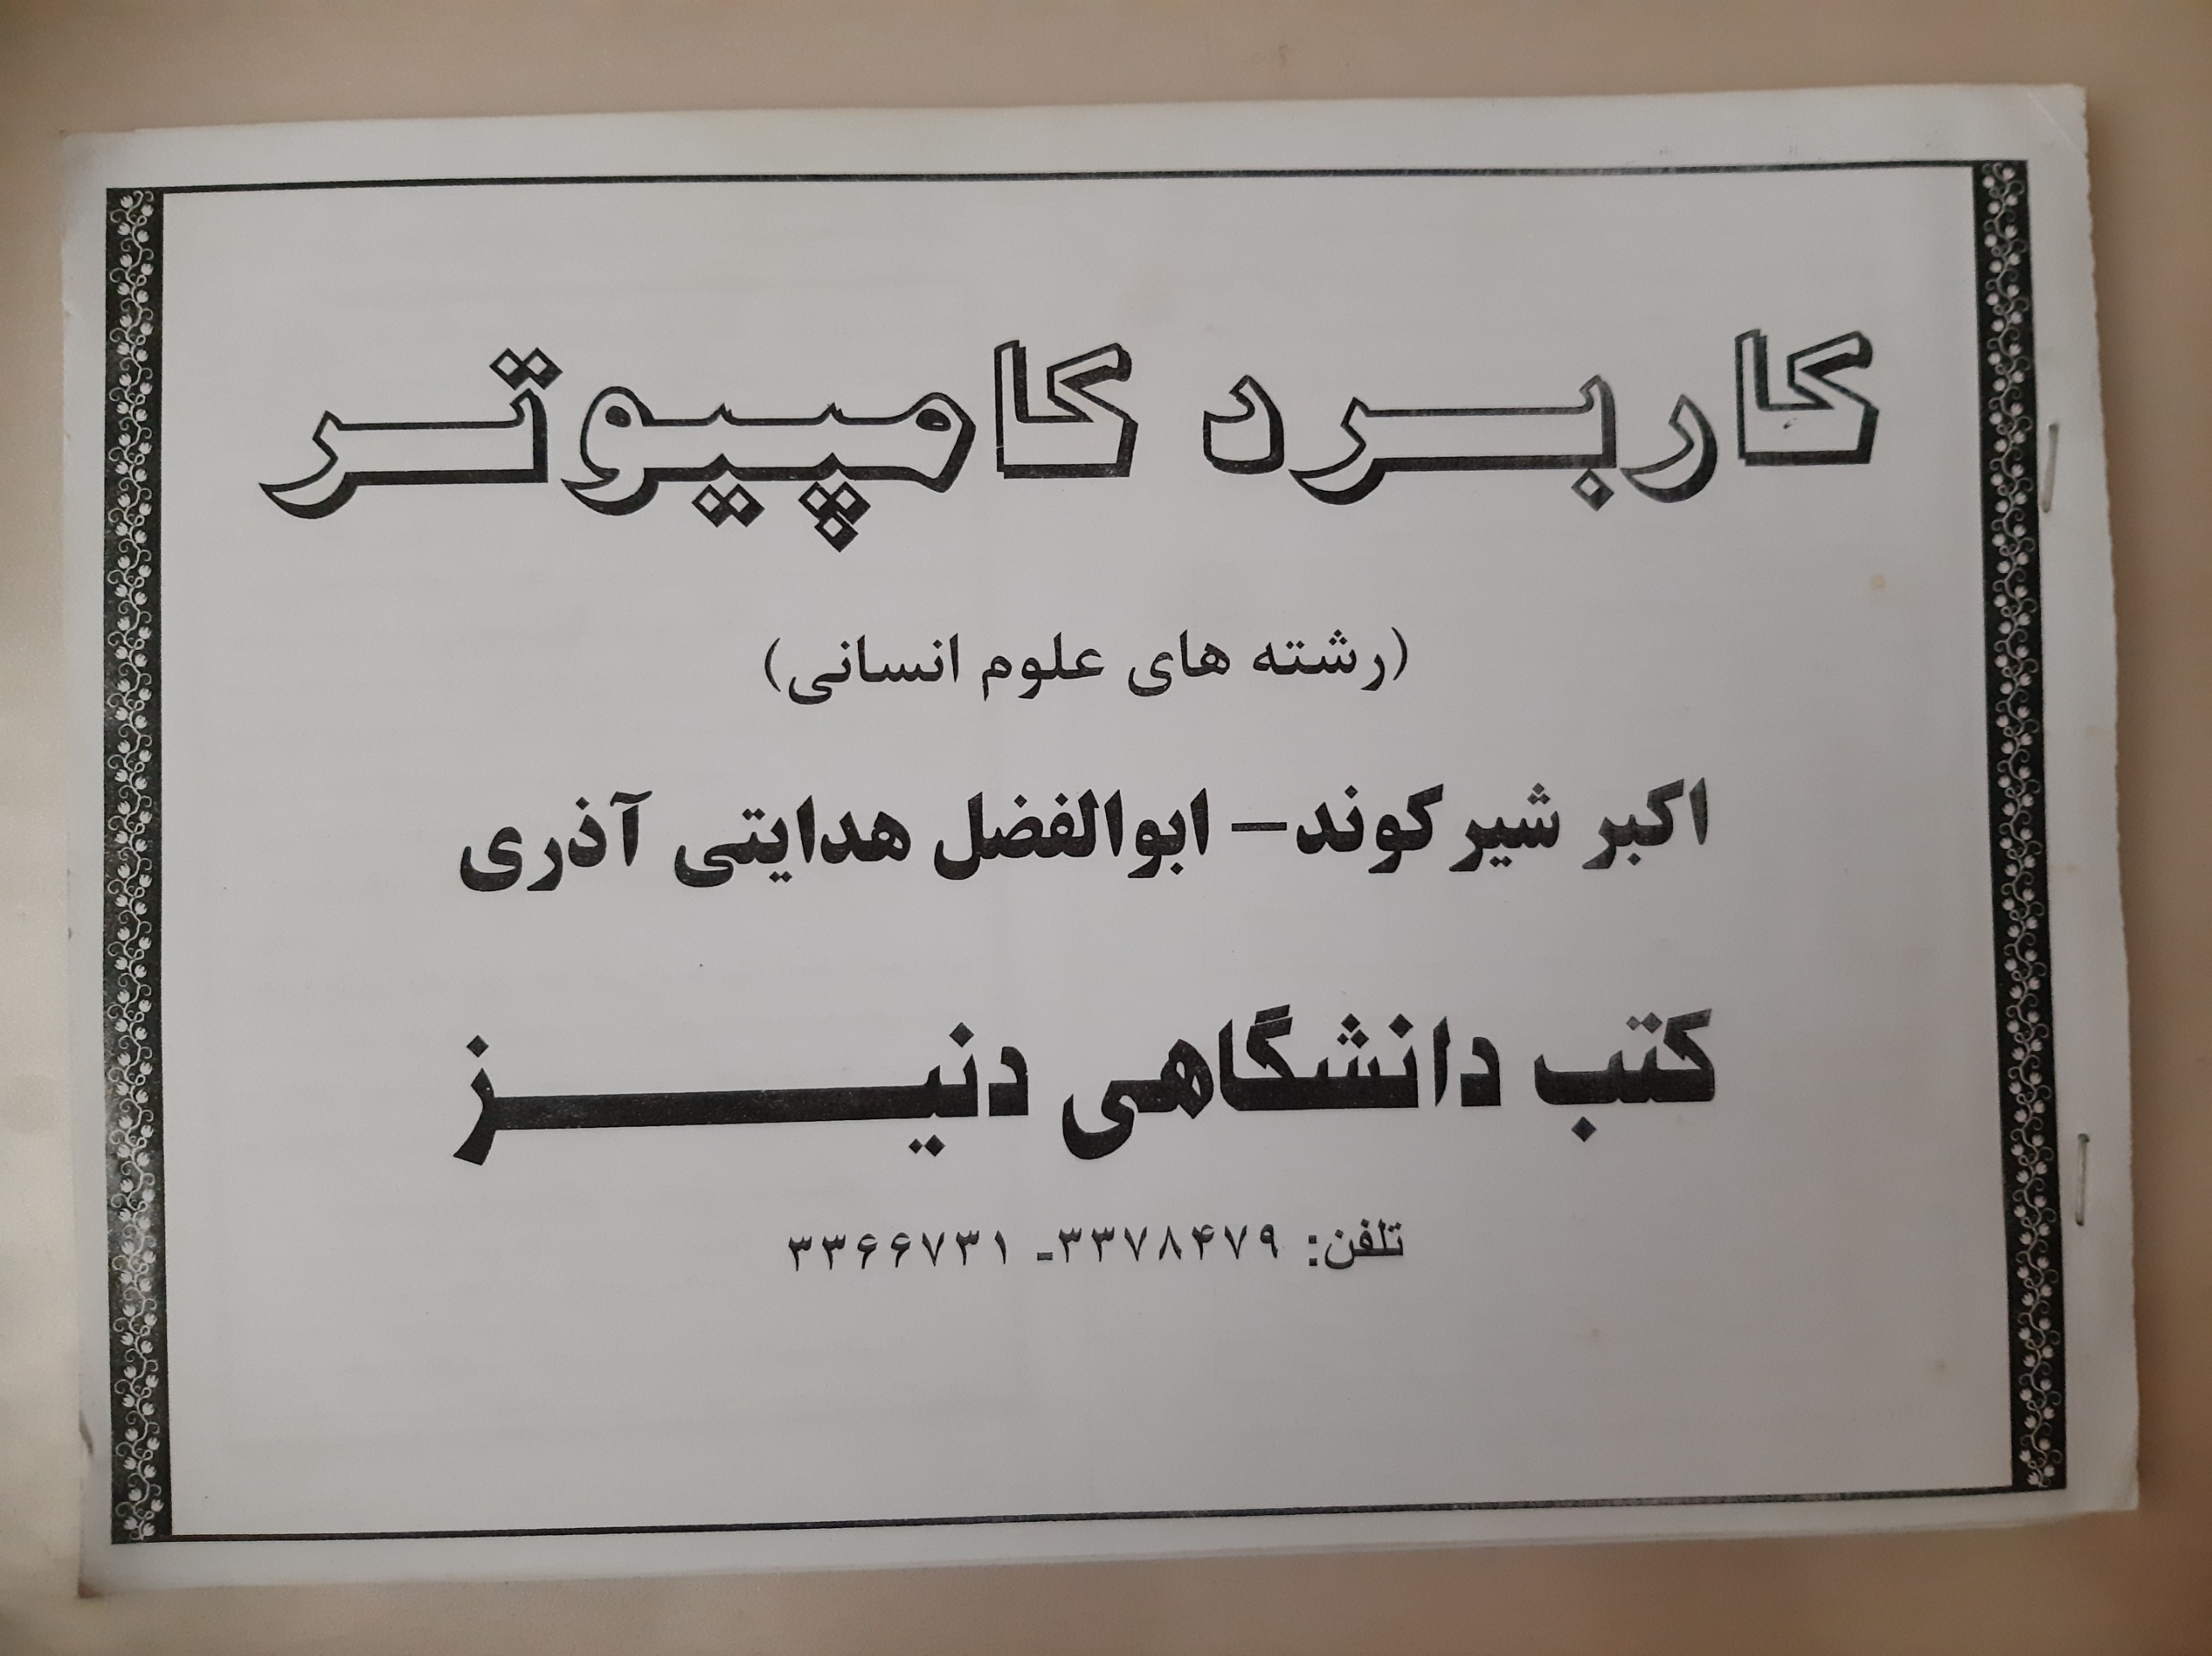 کاربرد کامپیوتر
(رشته های علوم انسانی)
اکبر شیرکوند– ابوالفضل هدایتی آذری
کتب دانشگاهی دنیز
تلفن: ۳۳۷۸۴۷۹- ۳۳۶۶۷۳۱